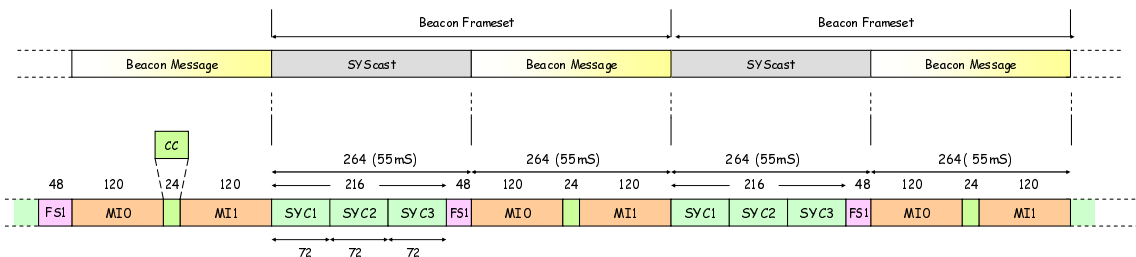 Beacon Frameset Beacon Frameset
Beacon Message SYScast Beacon Message SYScast Beacon Message
CC
264 (55mS) 264 (55mS) 264 (55mS) 264 ( 55mS)
48 120 24 120 216 48 120 24 120 216 48 120 24 120
FS1 MI0 MI1 SYC1 SYC2 SYC3 FS1 MI0 MI1 SYC1 SYC2 SYC3 FS1 MI0 MI1
72 72 72